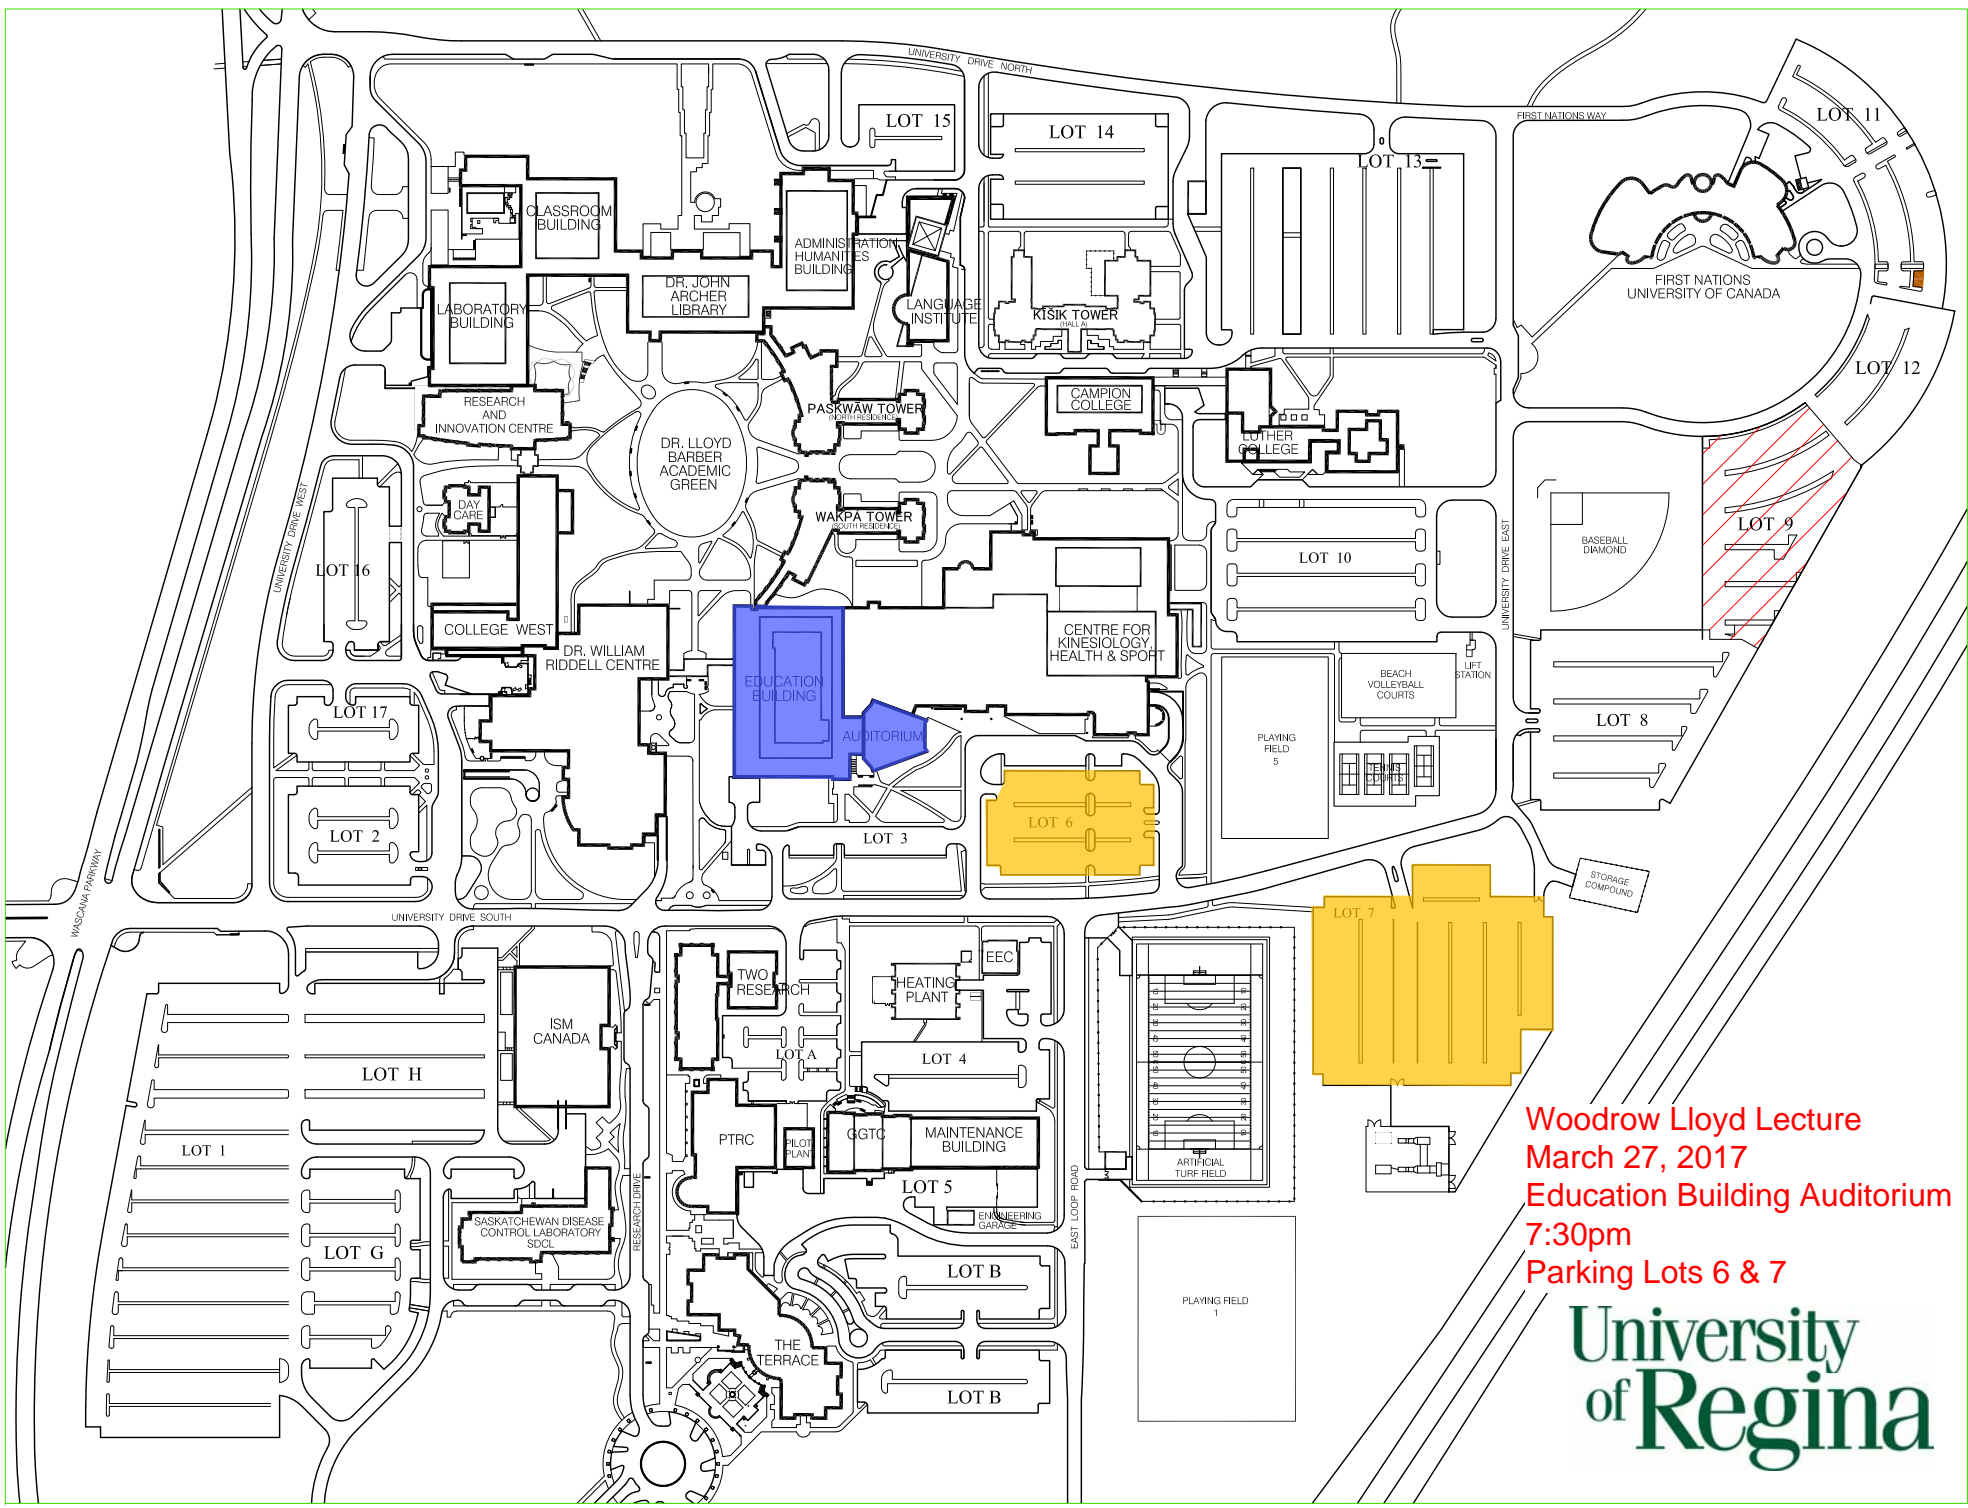 UNIVERSITY DRIVE NORTH
FIRST NATIONS WAY
LOT 11
LOT 15
LOT 14
LOT 13
CLASSROOM
BUILDING
ADMINISTRATION
HUMANITIES
BUILDING
DR. JOHN
ARCHER
LIBRARY
LABORATORY
BUILDING
LANGUAGE
INSTITUTE
KĪŠIK TOWER
(HALL A)
FIRST NATIONS
UNIVERSITY OF CANADA
LOT 12
RESEARCH
AND
INNOVATION CENTRE
PASKWĀW TOWER
(NORTH RESIDENCE)
CAMPION
COLLEGE
LUTHER
COLLEGE
DR. LLOYD
BARBER
ACADEMIC
GREEN
DAY
CARE
WAKPÁ TOWER
(SOUTH RESIDENCE)
UNIVERSITY DRIVE WEST
LOT 16
LOT 10
UNIVERSITY DRIVE EAST
BASEBALL
DIAMOND
LOT 9
COLLEGE WEST
DR. WILLIAM
RIDDELL CENTRE
CENTRE FOR
KINESIOLOGY,
HEALTH & SPORT
EDUCATION
BUILDING
AUDITORIUM
BEACH
VOLLEYBALL
COURTS
LIFT
STATION
LOT 17
LOT 8
PLAYING
FIELD
5
TENNIS
COURTS
LOT 2
LOT 3
LOT 6
WASCANA PARKWAY
STORAGE
COMPOUND
UNIVERSITY DRIVE SOUTH
LOT 7
TWO
RESEARCH
HEATING
PLANT
EEC
ISM
CANADA
LOT A
LOT 4
LOT H
LOT 1
PTRC
PILOT
PLANT
GGTC
MAINTENANCE
BUILDING
ARTIFICIAL
TURF FIELD
LOT 5
ENGINEERING
GARAGE
RESEARCH DRIVE
EAST LOOP ROAD
SASKATCHEWAN DISEASE
CONTROL LABORATORY
SDCL
LOT G
LOT B
PLAYING FIELD
1
THE
TERRACE
LOT B
Woodrow Lloyd Lecture
March 27, 2017
Education Building Auditorium
7:30pm
Parking Lots 6 & 7
University
of Regina